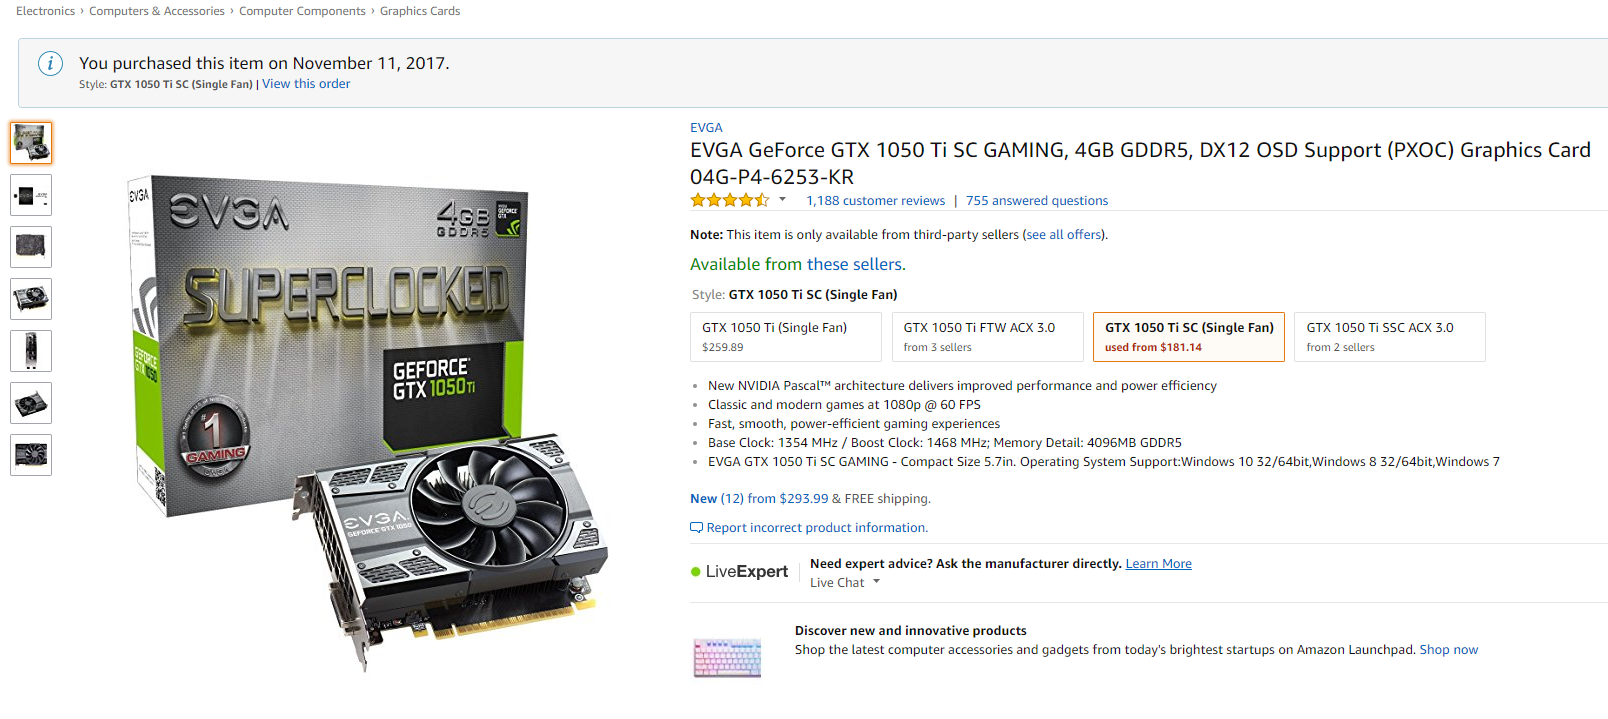 Electronics › Computers & Accessories › Computer Components › Graphics Cards
You purchased this item on November 11, 2017.
Style: GTX 1050 Ti SC (Single Fan) | View this order
EVGA
EVGA GeForce GTX 1050 Ti SC GAMING, 4GB GDDR5, DX12 OSD Support (PXOC) Graphics Card
04G-P4-6253-KR
1,188 customer reviews | 755 answered questions
Note: This item is only available from third-party sellers (see all offers).
Available from these sellers.
Style: GTX 1050 Ti SC (Single Fan)
GTX 1050 Ti (Single Fan)
$259.89
GTX 1050 Ti FTW ACX 3.0
from 3 sellers
GTX 1050 Ti SC (Single Fan)
used from $181.14
GTX 1050 Ti SSC ACX 3.0
from 2 sellers
New NVIDIA Pascal™ architecture delivers improved performance and power efficiency
Classic and modern games at 1080p @ 60 FPS
Fast, smooth, power-efficient gaming experiences
Base Clock: 1354 MHz / Boost Clock: 1468 MHz; Memory Detail: 4096MB GDDR5
EVGA GTX 1050 Ti SC GAMING - Compact Size 5.7in. Operating System Support:Windows 10 32/64bit,Windows 8 32/64bit,Windows 7
New (12) from $293.99 & FREE shipping.
Report incorrect product information.
LiveExpert
Need expert advice? Ask the manufacturer directly. Learn More
Live Chat
Discover new and innovative products
Shop the latest computer accessories and gadgets from today's brightest startups on Amazon Launchpad. Shop now
EVGA
EVGA
4GB
GDDR5
NVIDIA
GEFORCE
GTX
SUPERCLOCKED
GEFORCE
GTX 1050Ti
GEFORCE
GTX 1050
#1
GAMING
EVGA
GEFORCE GTX 1050